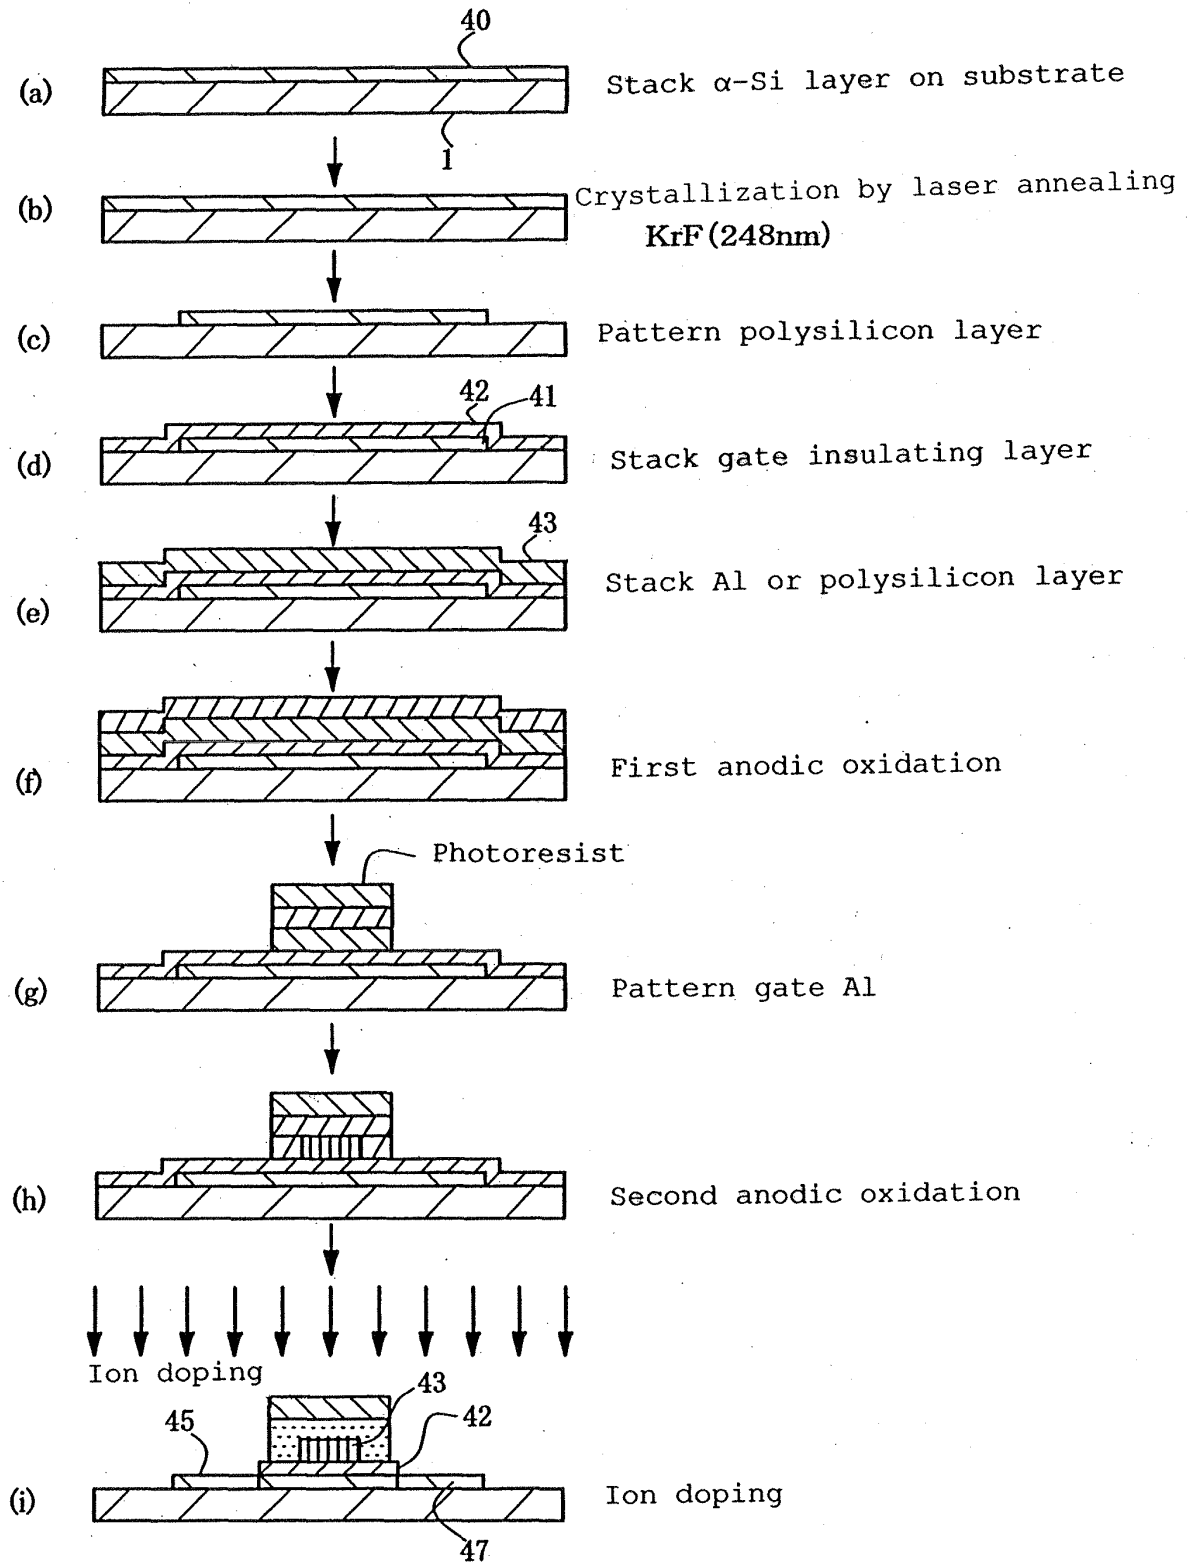 40
(a) Stack α-Si layer on substrate
1
(b) Crystallization by laser annealing
KrF (248nm)
(c) Pattern polysilicon layer
42 41
(d) Stack gate insulating layer
43
(e) Stack Al or polysilicon layer
(f) First anodic oxidation
Photoresist
(g) Pattern gate Al
(h) Second anodic oxidation
Ion doping
43
45 42
(i) Ion doping
47